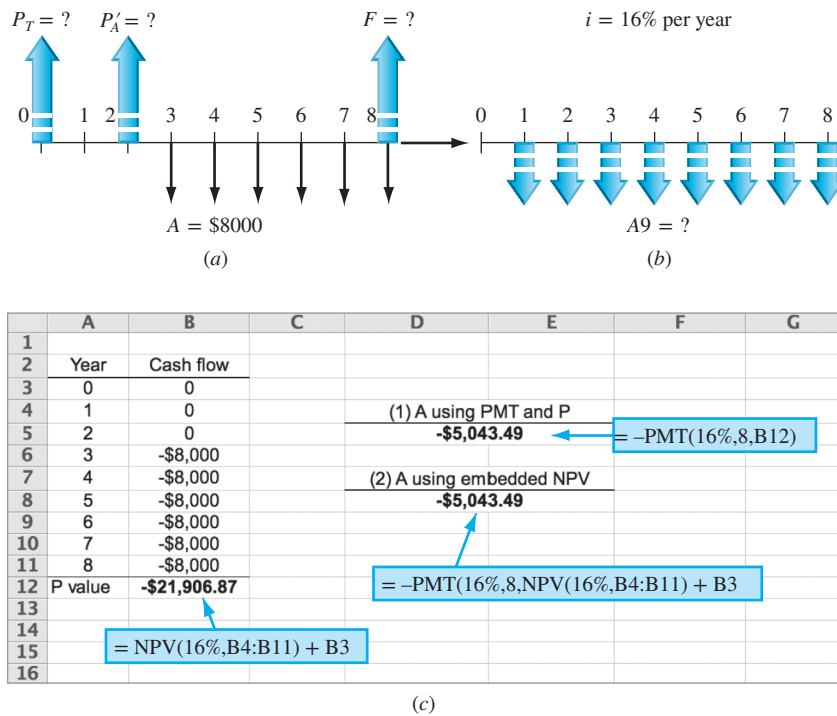 P_T = ? P′_A = ? F = ? i = 16% per year
0 1 2 3 4 5 6 7 8 0 1 2 3 4 5 6 7 8
A = $8000 A9 = ?
(a) (b)
A B C D E F G
1
2 Year Cash flow
3 0 0
4 1 0 (1) A using PMT and P
5 2 0 -$5,043.49 = –PMT(16%,8,B12)
6 3 -$8,000
7 4 -$8,000 (2) A using embedded NPV
8 5 -$8,000 -$5,043.49
9 6 -$8,000
10 7 -$8,000
11 8 -$8,000
12 P value -$21,906.87 = –PMT(16%,8,NPV(16%,B4:B11) + B3
13
14
15 = NPV(16%,B4:B11) + B3
16
(c)